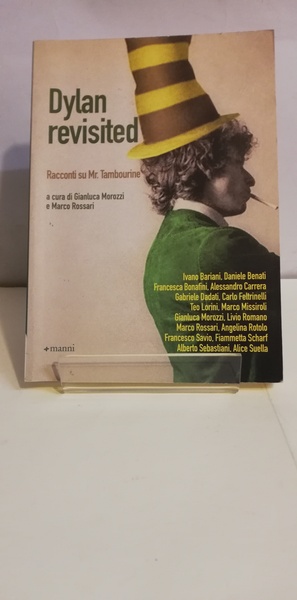 Dylan
revisited
Racconti su Mr. Tambourine
a cura di Gianluca Morozzi
e Marco Rossari
Ivano Bariani, Daniele Benati
Francesca Bonafini, Alessandro Carrera
Gabriele Dadati, Carlo Feltrinelli
Teo Lorini, Marco Missiroli
Gianluca Morozzi, Livio Romano
Marco Rossari, Angelina Rotolo
Francesco Savio, Fiammetta Scharf
Alberto Sebastiani, Alice Suella
manni